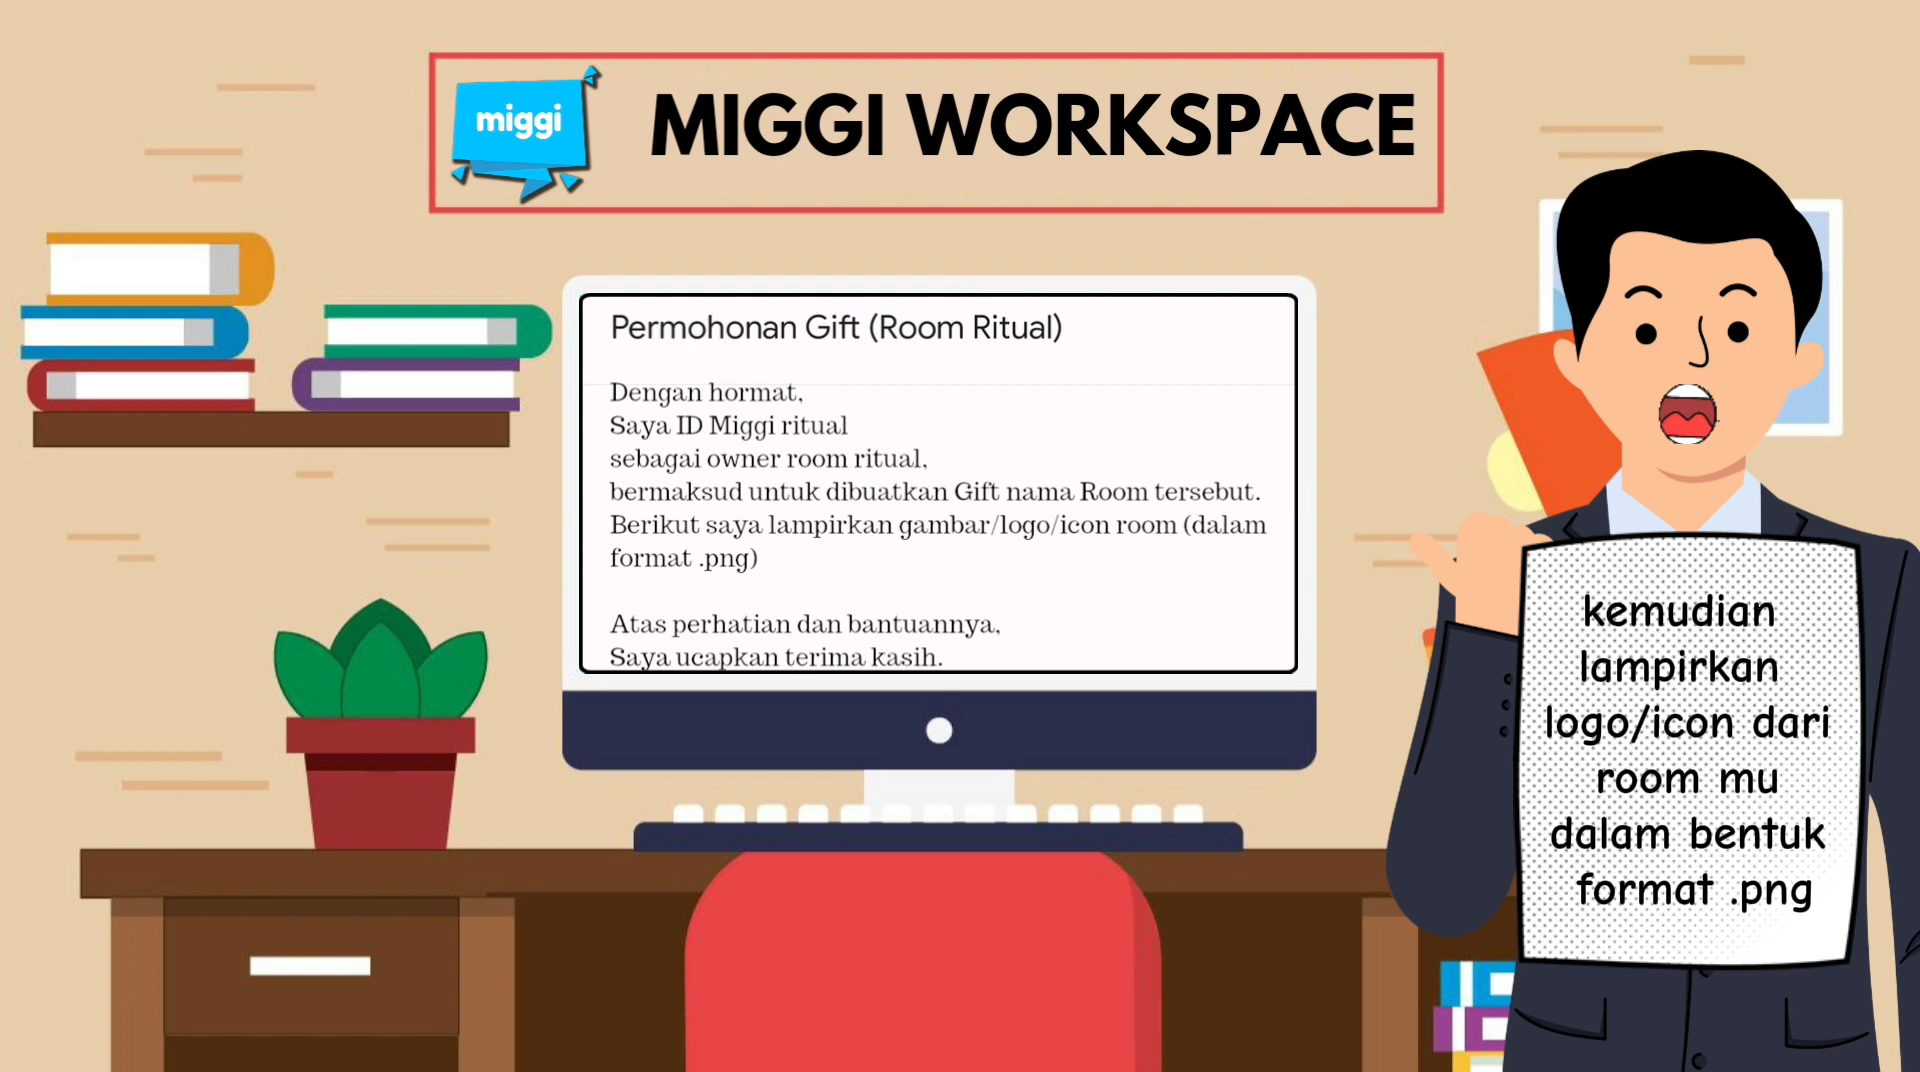 miggi
MIGGI WORKSPACE
Permohonan Gift (Room Ritual)
Dengan hormat,
Saya ID Miggi ritual
sebagai owner room ritual,
bermaksud untuk dibuatkan Gift nama Room tersebut.
Berikut saya lampirkan gambar/logo/icon room (dalam
format .png)
Atas perhatian dan bantuannya,
Saya ucapkan terima kasih.
kemudian
lampirkan
logo/icon dari
room mu
dalam bentuk
format .png